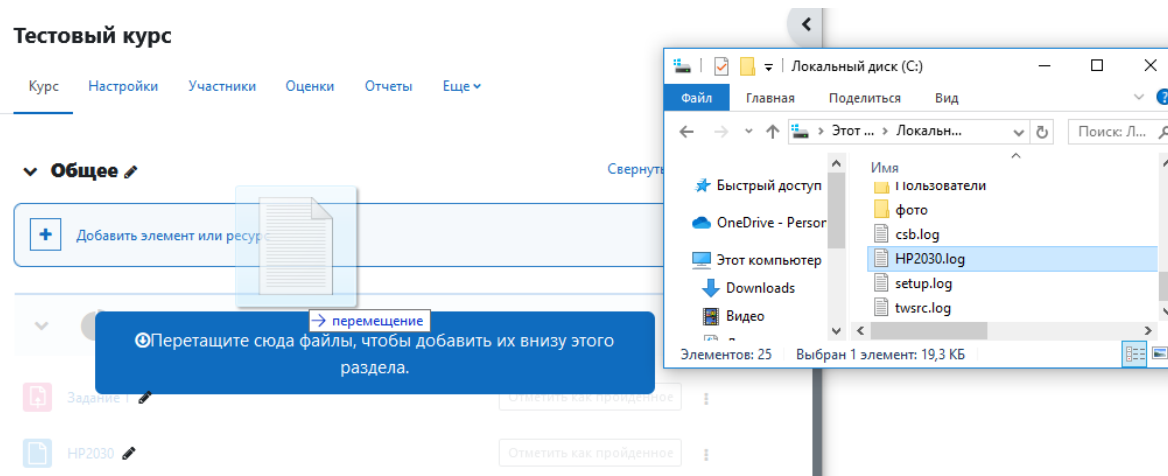 Тестовый курс
Курс Настройки Участники Оценки Отчеты Еще
Общее
Свернуть
Добавить элемент или ресурс
перемещение
Перетащите сюда файлы, чтобы добавить их внизу этого
раздела.
Задание 1
Отметить как пройденное
HP2030
Отметить как пройденное
Локальный диск (C:)
Файл Главная Поделиться Вид
Этот ... Локальн...
Поиск: Л...
Быстрый доступ
OneDrive - Person
Этот компьютер
Downloads
Видео
Имя
Пользователи
фото
csb.log
HP2030.log
setup.log
twsrc.log
Элементов: 25 Выбран 1 элемент: 19,3 КБ